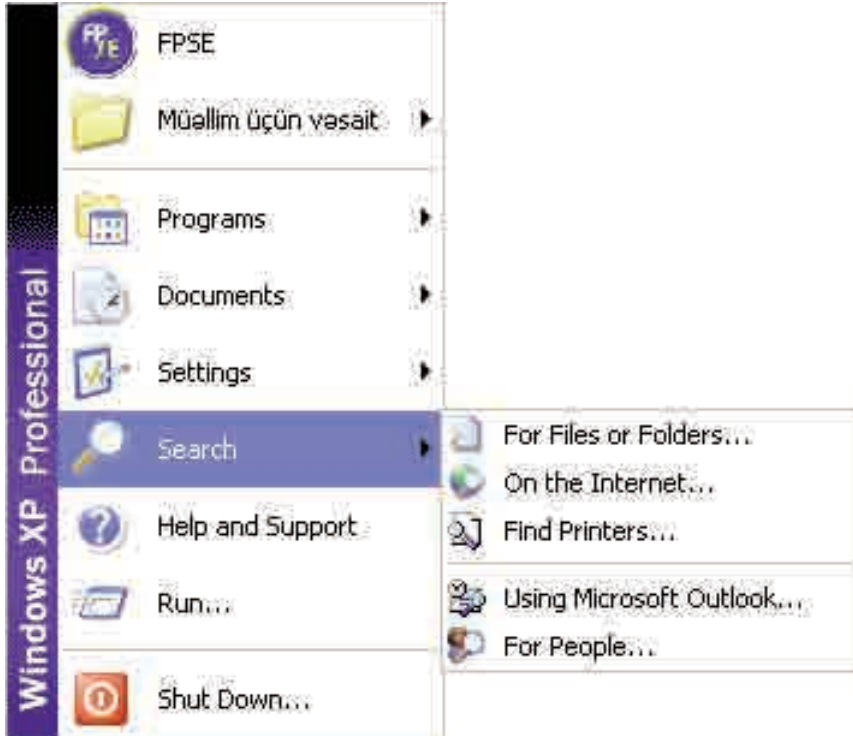 FPSE
Müəllim üçün vəsait
Programs
Documents
Settings
Search
Help and Support
Run...
Shut Down...
For Files or Folders...
On the Internet...
Find Printers...
Using Microsoft Outlook...
For People...
Windows XP Professional